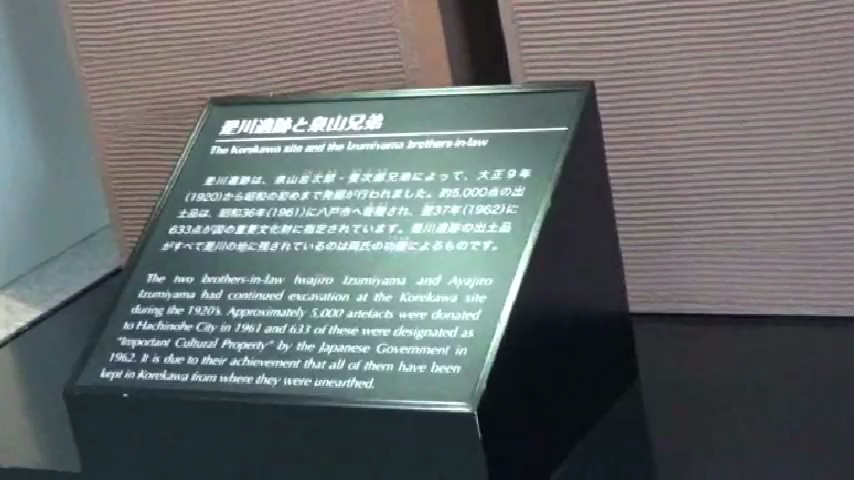 是川遺跡と泉山兄弟
The Korekawa site and the Izumiyama brothers-in-law
是川遺跡は、泉山岩次郎・斐次郎兄弟によって、大正9年
(1920)から昭和の初めまで発掘が行われました。約5,000点の出
土品は、昭和36年(1961)に八戸市へ寄贈され、翌37年(1962)に
633点が国の重要文化財に指定されています。是川遺跡の出土品
がすべて是川の地に残されているのは両氏の功績によるものです。
The two brothers-in-law Iwajiro Izumiyama and Ayajiro
Izumiyama had continued excavation at the Korekawa site
during the 1920's. Approximately 5,000 artefacts were donated
to Hachinohe City in 1961 and 633 of these were designated as
"Important Cultural Property" by the Japanese Government in
1962. It is due to their achievement that all of them have been
kept in Korekawa from where they were unearthed.